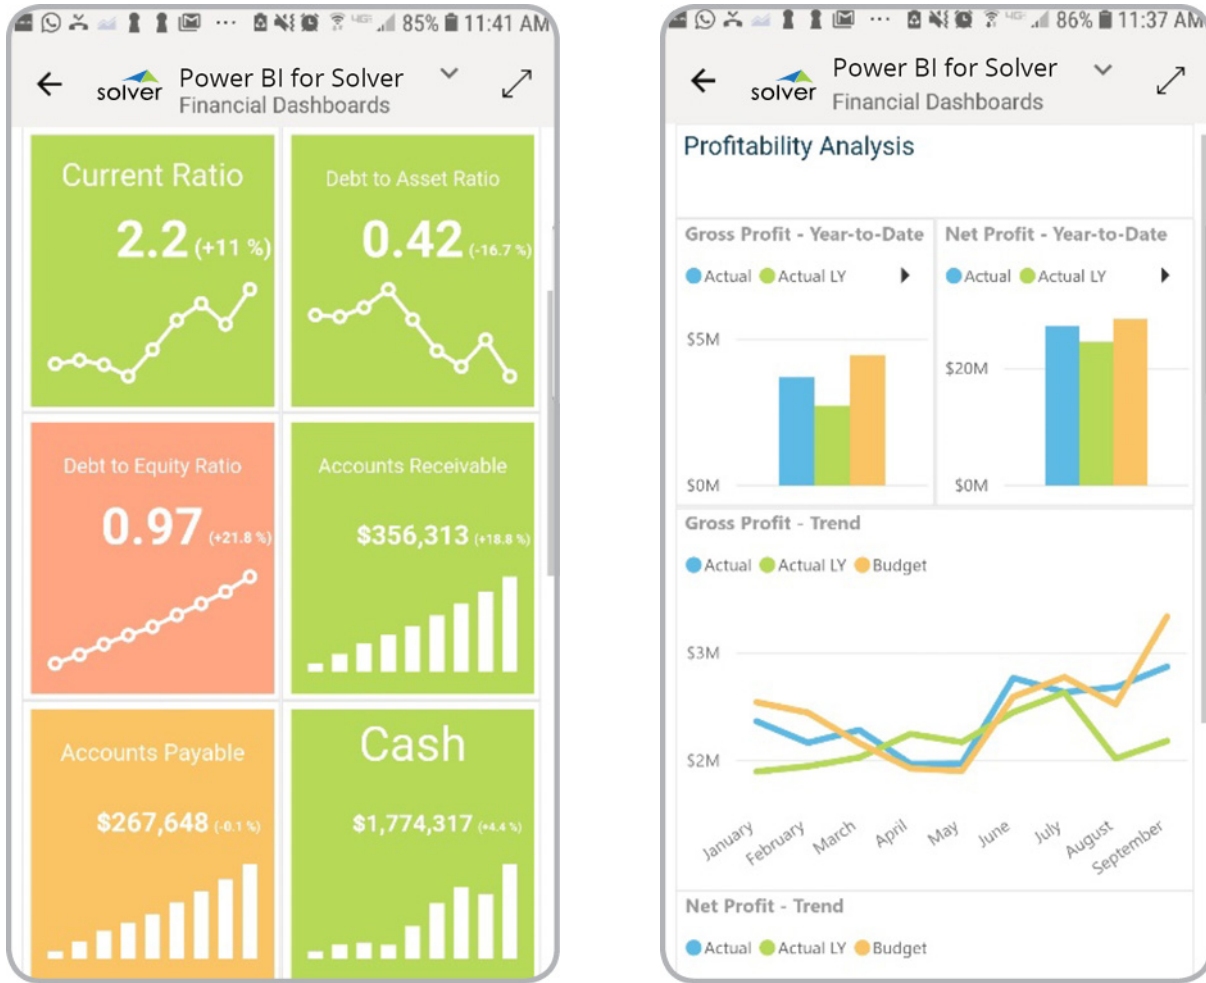 85% 11:41 AM
solver
Power BI for Solver
Financial Dashboards
Current Ratio
2.2 (+11 %)
Debt to Asset Ratio
0.42 (-16.7 %)
Debt to Equity Ratio
0.97 (+21.8 %)
Accounts Receivable
$356,313 (+18.8 %)
Accounts Payable
$267,648 (-0.1 %)
Cash
$1,774,317 (+4.4 %)
86% 11:37 AM
solver
Power BI for Solver
Financial Dashboards
Profitability Analysis
Gross Profit - Year-to-Date
Actual Actual LY
$5M
$0M
Net Profit - Year-to-Date
Actual Actual LY
$20M
$0M
Gross Profit - Trend
Actual Actual LY Budget
$3M
$2M
January February March April May June July August September
Net Profit - Trend
Actual Actual LY Budget